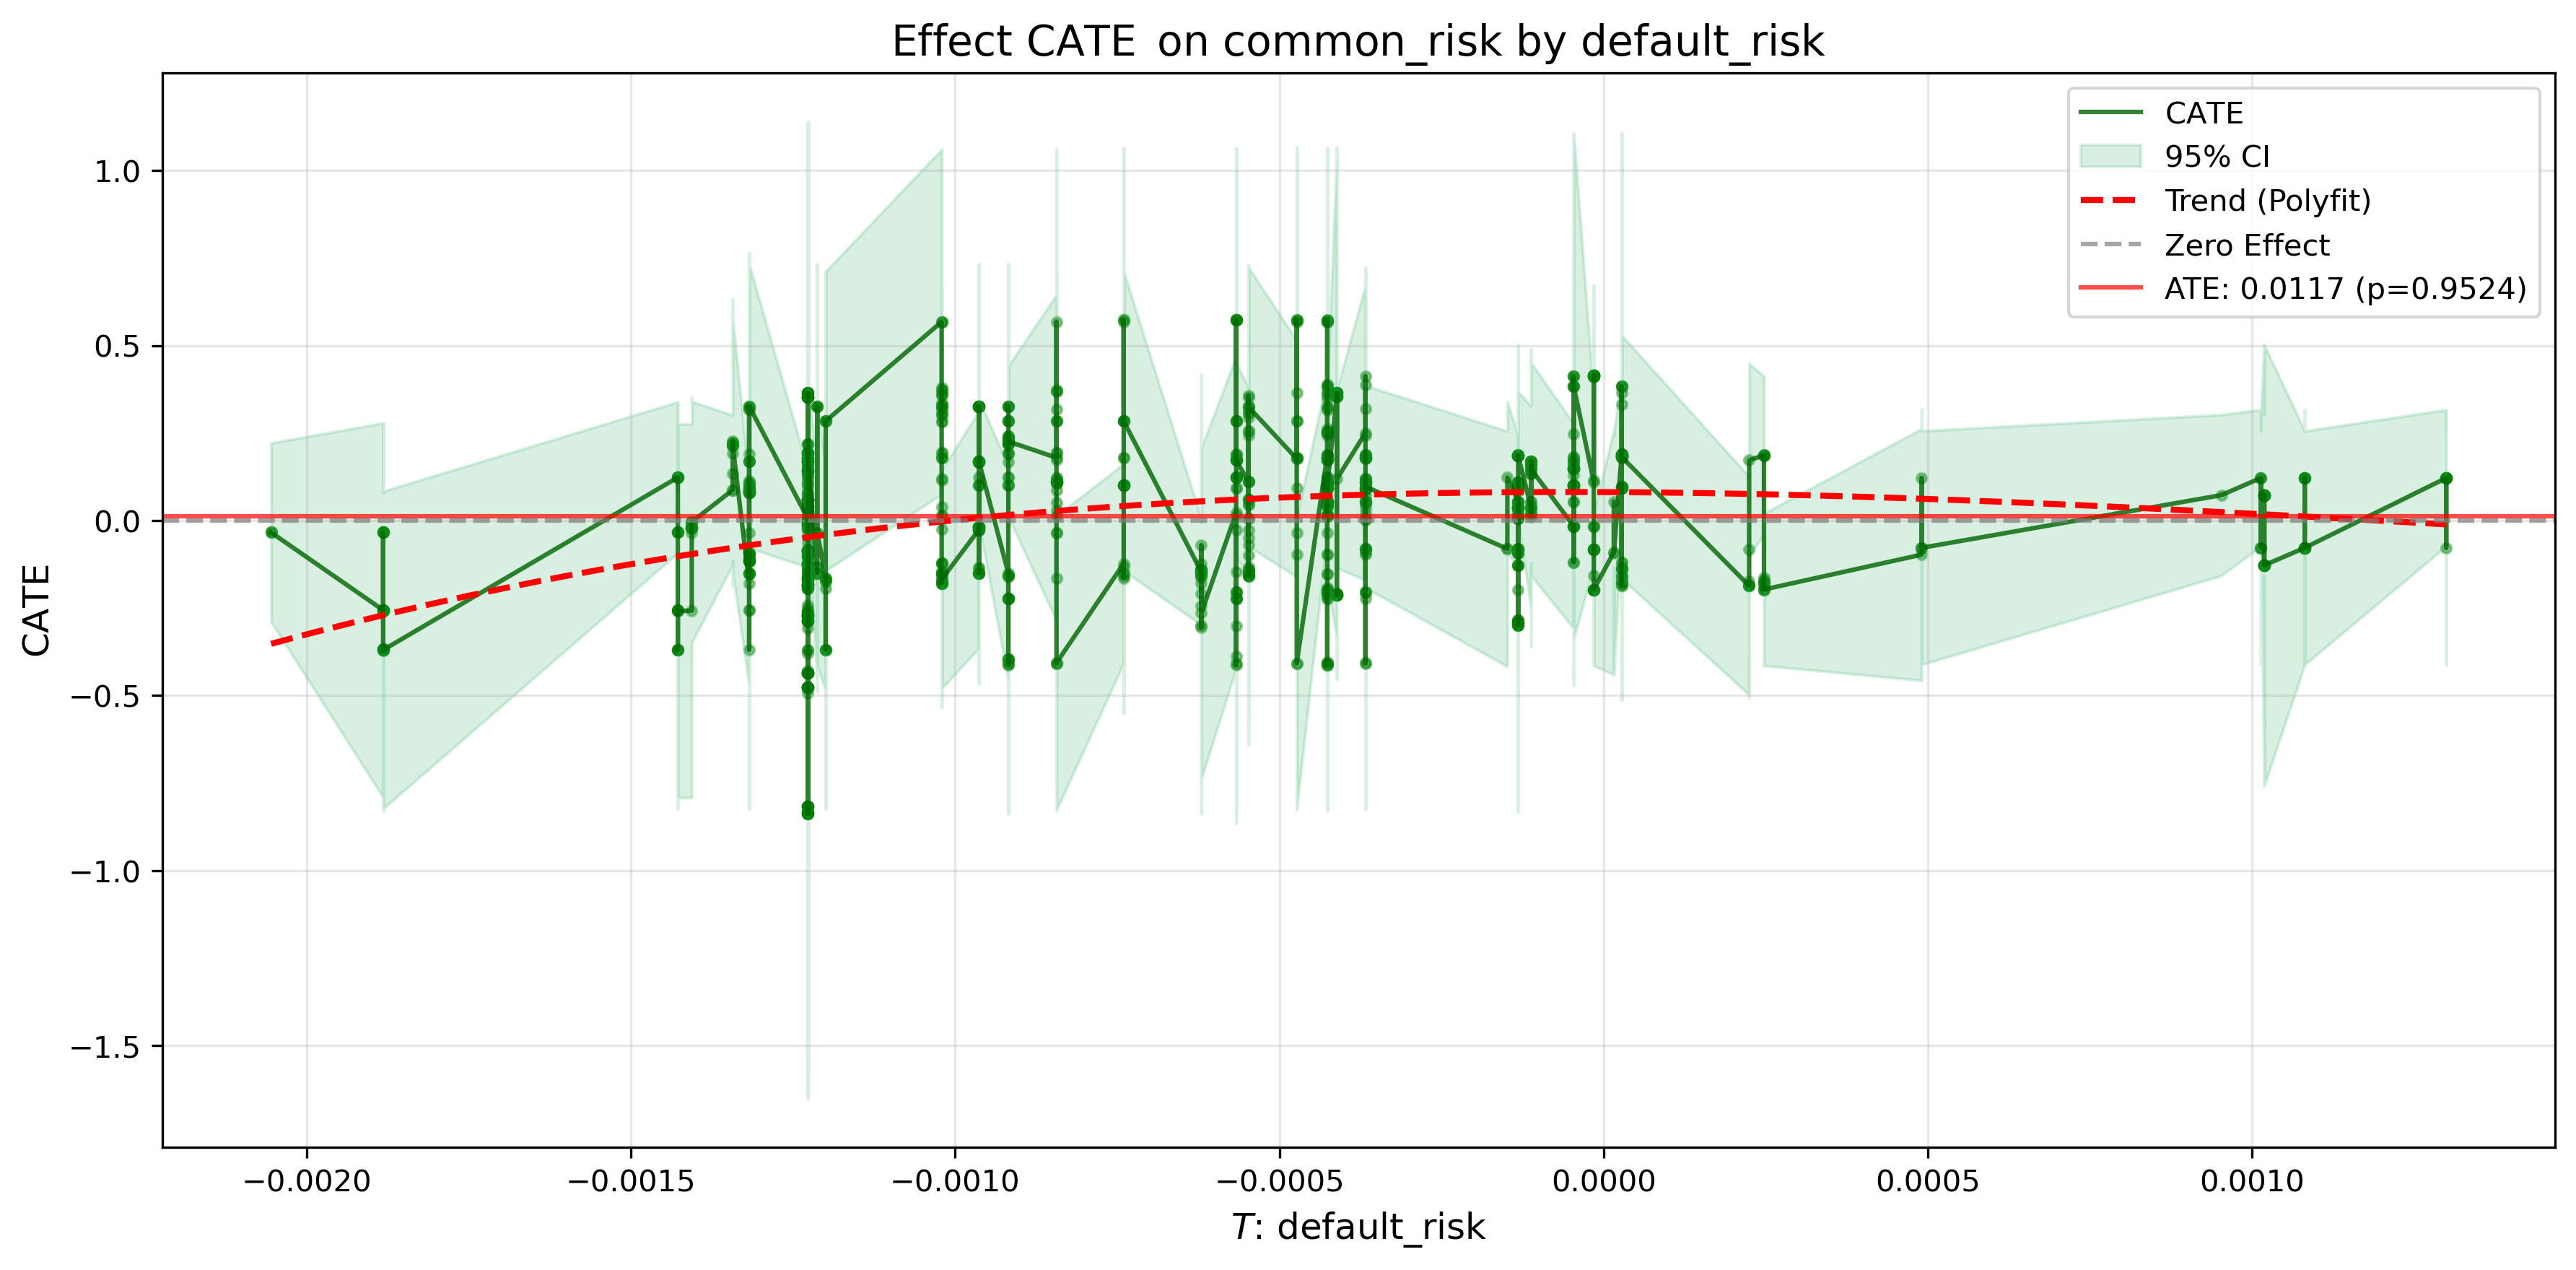 Effect CATE on common_risk by default_risk
CATE
95% CI
Trend (Polyfit)
Zero Effect
ATE: 0.0117 (p=0.9524)
CATE
1.0
0.5
0.0
−0.5
−1.0
−1.5
−0.0020 −0.0015 −0.0010 −0.0005 0.0000 0.0005 0.0010
T: default_risk